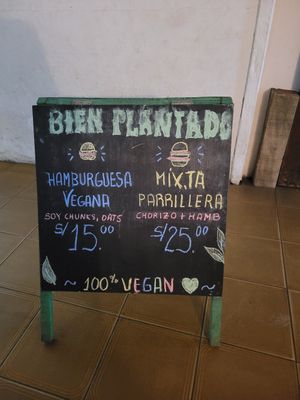 BIEN PLANTADO
HAMBURGUESA
VEGANA
SOY CHUNKS, OATS
S/15.00
MIXTA
PARRILLERA
CHORIZO + HAMB
S/25.00
~ 100% VEGAN ♡ ~